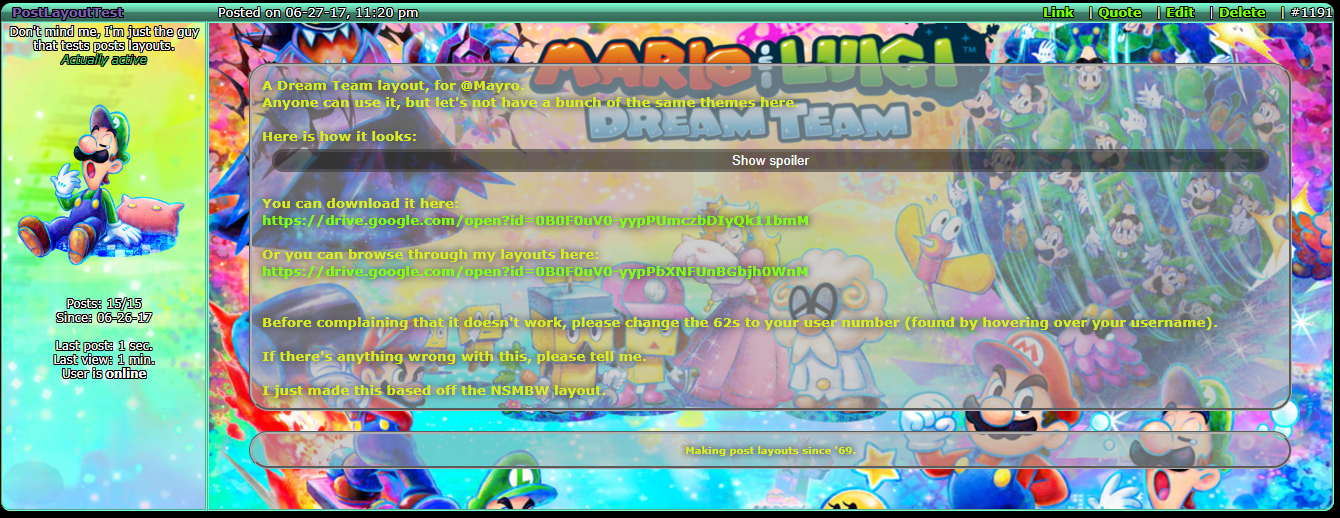 PostLayoutTest
Posted on 06-27-17, 11:20 pm
Link | Quote | Edit | Delete | #1191
Don't mind me, I'm just the guy
that tests posts layouts.
Actually active
Posts: 15/15
Since: 06-26-17
Last post: 1 sec.
Last view: 1 min.
User is online
MARIO & LUIGI ™
DREAM TEAM
A Dream Team layout, for @Mayro.
Anyone can use it, but let's not have a bunch of the same themes here.
Here is how it looks:
Show spoiler
You can download it here:
https://drive.google.com/open?id=0B0F0uV0-yypPUmczbDIyQk11bmM
Or you can browse through my layouts here:
https://drive.google.com/open?id=0B0F0uV0-yypPbXNFUnBGbjh0WnM
Before complaining that it doesn't work, please change the 62s to your user number (found by hovering over your username).
If there's anything wrong with this, please tell me.
I just made this based off the NSMBW layout.
Making post layouts since '69.